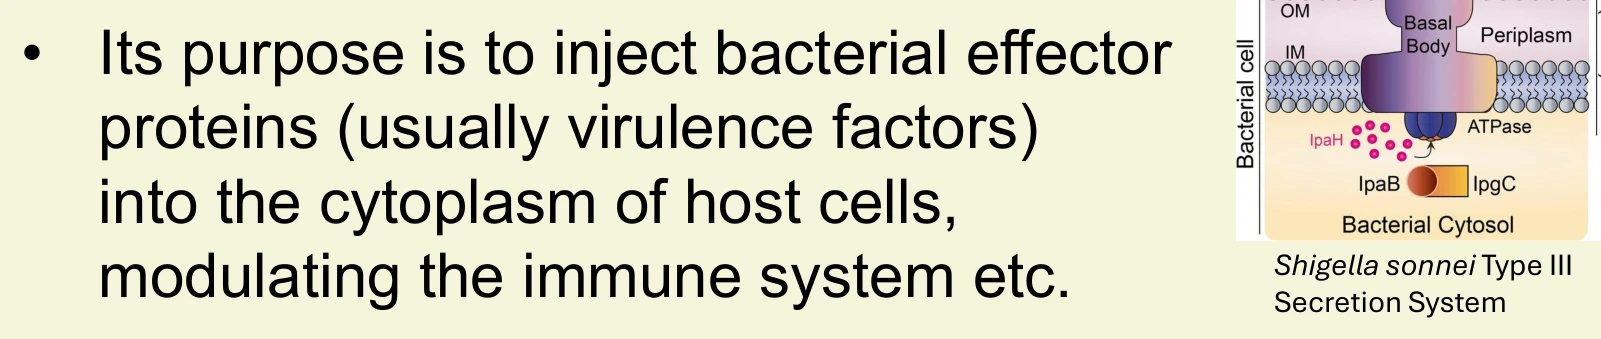 • Its purpose is to inject bacterial effector
proteins (usually virulence factors)
into the cytoplasm of host cells,
modulating the immune system etc.
OM
Basal
Body
Periplasm
IM
Bacterial cell
ATPase
IpaH
IpaB
IpgC
Bacterial Cytosol
Shigella sonnei Type III
Secretion System